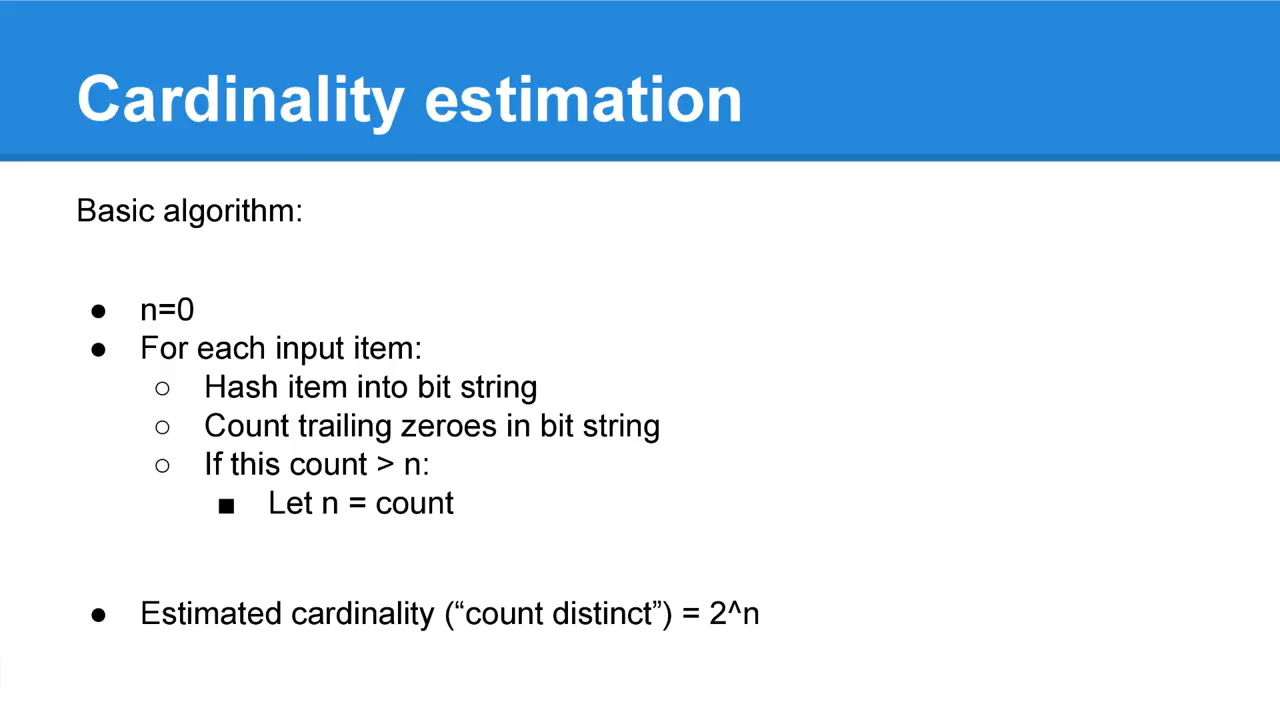 Cardinality estimation
Basic algorithm:
● n=0
● For each input item:
○ Hash item into bit string
○ Count trailing zeroes in bit string
○ If this count > n:
■ Let n = count
● Estimated cardinality (“count distinct”) = 2^n